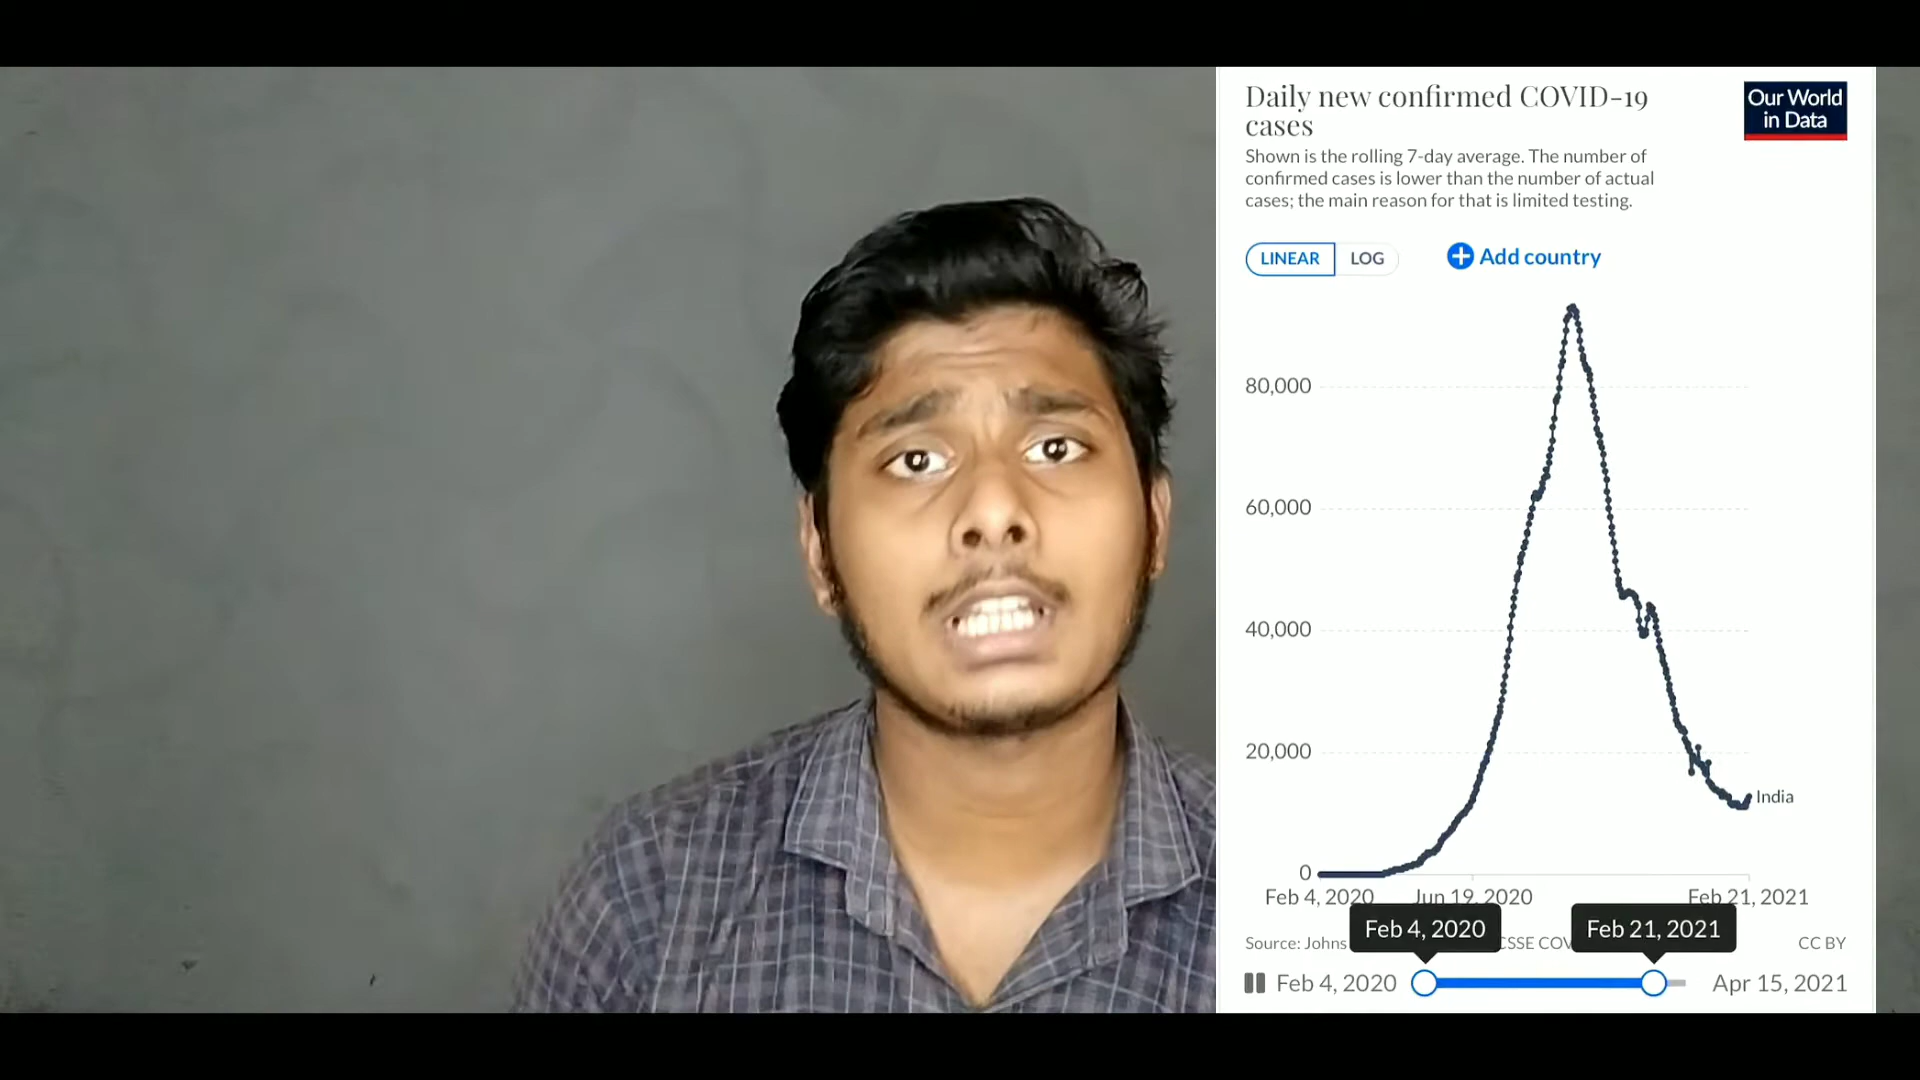 Daily new confirmed COVID-19
cases
Our World
in Data
Shown is the rolling 7-day average. The number of
confirmed cases is lower than the number of actual
cases; the main reason for that is limited testing.
LINEAR
LOG
Add country
80,000
60,000
40,000
20,000
0
India
Feb 4, 2020
Jun 19, 2020
Feb 21, 2021
Feb 4, 2020
Feb 21, 2021
Source: Johns
CSSE
CC BY
Feb 4, 2020
Apr 15, 2021